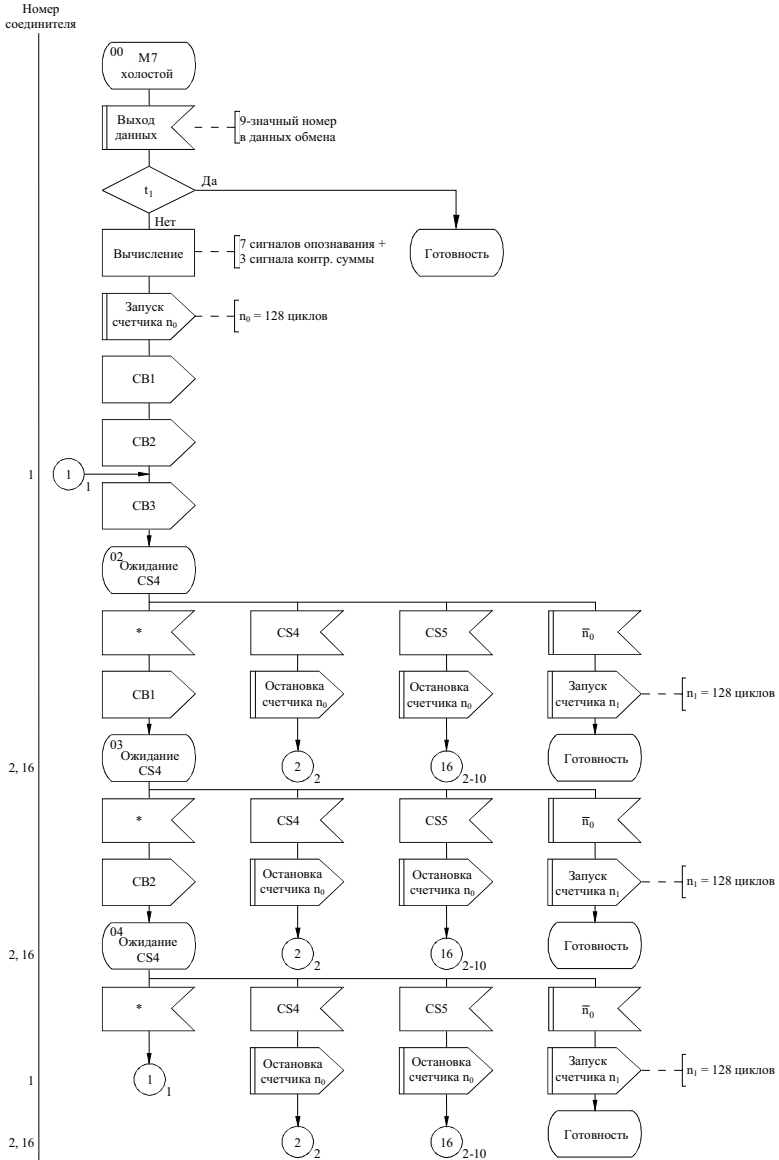 Номер
соединителя
00
М7
холостой
Выход
данных
9-значный номер
в данных обмена
t1
Да
Нет
Вычисление
7 сигналов опознавания +
3 сигнала контр. суммы
Готовность
Запуск
счетчика n0
n0 = 128 циклов
СВ1
СВ2
1
1
1
СВ3
02
Ожидание
CS4
*
CS4
CS5
n̅0
СВ1
Остановка
счетчика n0
Остановка
счетчика n0
Запуск
счетчика n1
n1 = 128 циклов
03
Ожидание
CS4
2, 16
2
2
16
2-10
Готовность
*
CS4
CS5
n̅0
СВ2
Остановка
счетчика n0
Остановка
счетчика n0
Запуск
счетчика n1
n1 = 128 циклов
04
Ожидание
CS4
2, 16
2
2
16
2-10
Готовность
*
CS4
CS5
n̅0
1
1
1
Остановка
счетчика n0
Остановка
счетчика n0
Запуск
счетчика n1
n1 = 128 циклов
2, 16
2
2
16
2-10
Готовность